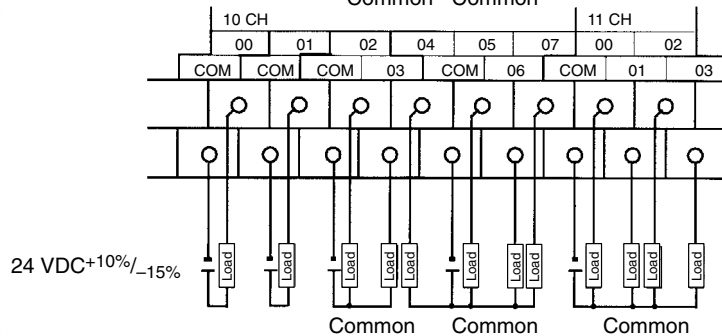 Common Common
10 CH 11 CH
00 01 02 04 05 07 00 02
COM COM COM 03 COM 06 COM 01 03
24 VDC+10%/–15%
Load Load Load Load Load Load Load Load Load Load Load Load
Common Common Common